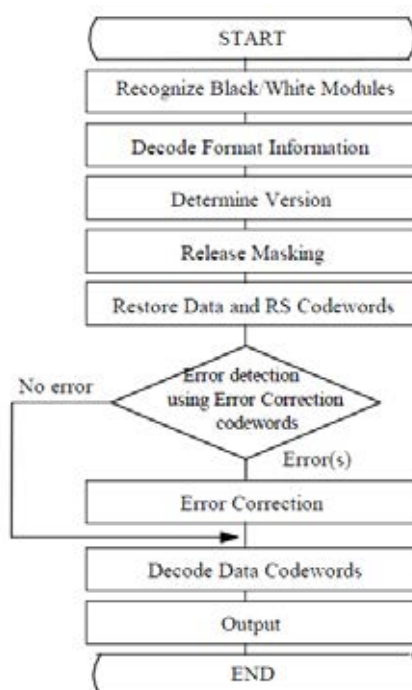 START
Recognize Black/White Modules
Decode Format Information
Determine Version
Release Masking
Restore Data and RS Codewords
No error
Error detection
using Error Correction
codewords
Error(s)
Error Correction
Decode Data Codewords
Output
END